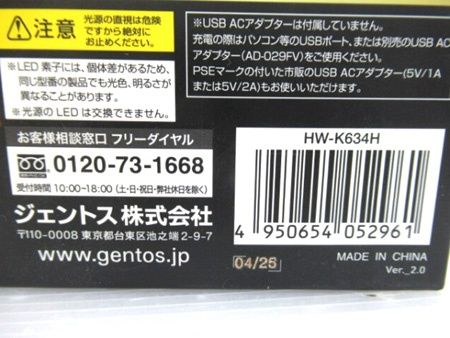 注意
光源の直視は危険
ですから絶対に
おやめください。
※LED 素子には、個体差があるため、
同じ型番の製品でも光色、明るさが
異なることがあります。
※光源の LED は交換できません。
※USB ACアダプターは付属していません。
充電の際はパソコン等のUSBポート、または別売のUSB AC
アダプター（AD-029FV）をご使用ください。
PSEマークの付いた市販のUSB ACアダプター（5V/1A
または5V/2A）もお使いいただけます。
お客様相談窓口 フリーダイヤル
0120-73-1668
受付時間 10:00~18:00（土・日・祝日・弊社休日を除く）
ジェントス株式会社
〒110-0008 東京都台東区池之端 2-9-7
www.gentos.jp
HW-K634H
4 950654 052961
04/25
MADE IN CHINA
Ver._2.0